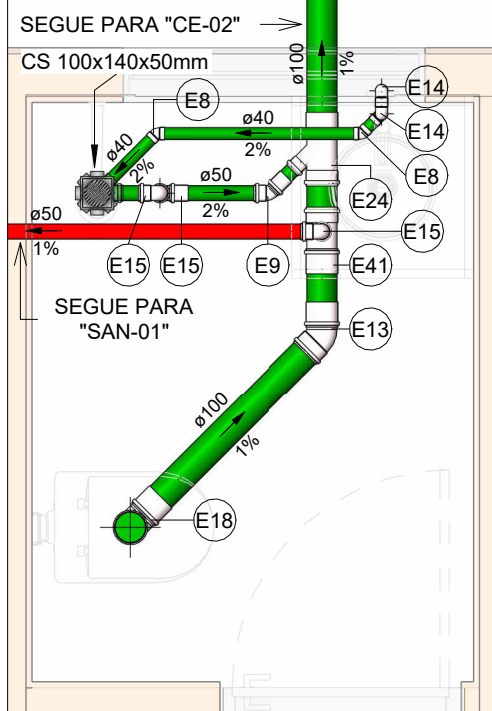 SEGUE PARA "CE-02"
CS 100x140x50mm
ø100
1%
E14
E8
ø40
E14
ø40
2%
2%
E8
ø50
2%
E24
ø50
1%
E15
E15
E15
E9
E41
SEGUE PARA
"SAN-01"
E13
ø100
1%
E18